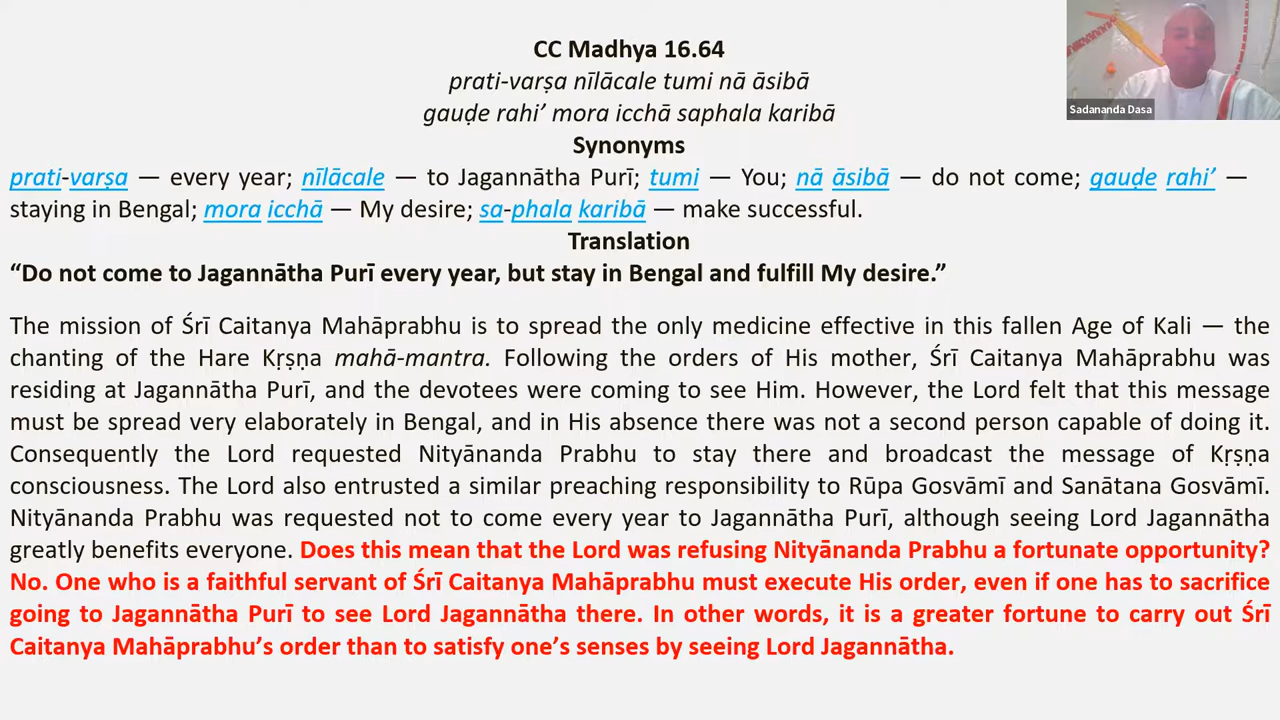 CC Madhya 16.64
prati-varṣa nīlācale tumi nā āsibā
gauḍe rahi’ mora icchā saphala karibā
Synonyms
prati-varṣa — every year; nīlācale — to Jagannātha Purī; tumi — You; nā āsibā — do not come; gauḍe rahi’ —
staying in Bengal; mora icchā — My desire; sa-phala karibā — make successful.
Translation
“Do not come to Jagannātha Purī every year, but stay in Bengal and fulfill My desire.”
The mission of Śrī Caitanya Mahāprabhu is to spread the only medicine effective in this fallen Age of Kali — the
chanting of the Hare Kṛṣṇa mahā-mantra. Following the orders of His mother, Śrī Caitanya Mahāprabhu was
residing at Jagannātha Purī, and the devotees were coming to see Him. However, the Lord felt that this message
must be spread very elaborately in Bengal, and in His absence there was not a second person capable of doing it.
Consequently the Lord requested Nityānanda Prabhu to stay there and broadcast the message of Kṛṣṇa
consciousness. The Lord also entrusted a similar preaching responsibility to Rūpa Gosvāmī and Sanātana Gosvāmī.
Nityānanda Prabhu was requested not to come every year to Jagannātha Purī, although seeing Lord Jagannātha
greatly benefits everyone. Does this mean that the Lord was refusing Nityānanda Prabhu a fortunate opportunity?
No. One who is a faithful servant of Śrī Caitanya Mahāprabhu must execute His order, even if one has to sacrifice
going to Jagannātha Purī to see Lord Jagannātha there. In other words, it is a greater fortune to carry out Śrī
Caitanya Mahāprabhu’s order than to satisfy one’s senses by seeing Lord Jagannātha.
Sadananda Dasa